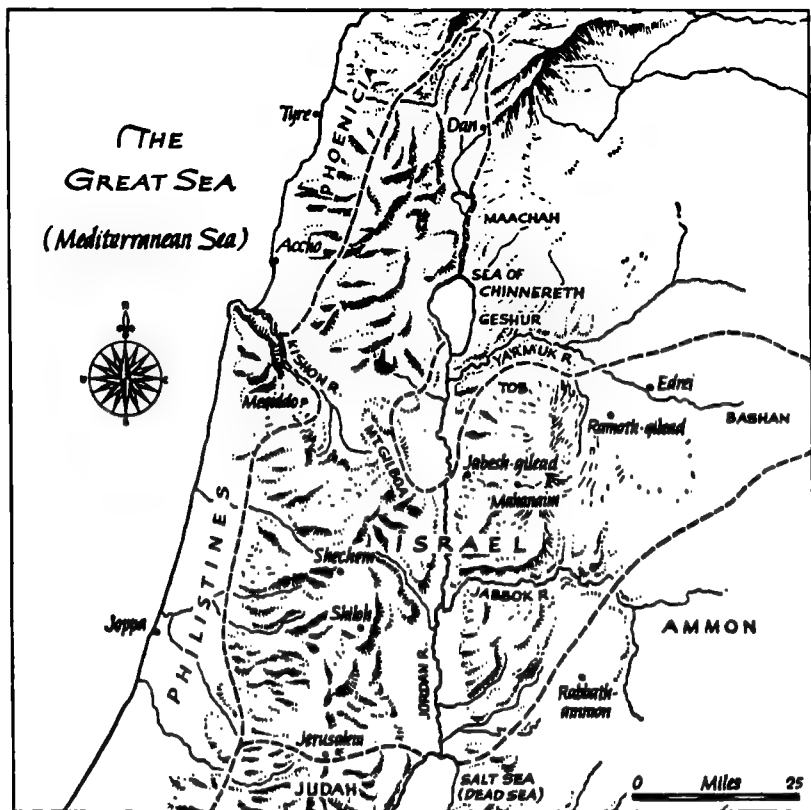 THE
GREAT SEA
(Mediterranean Sea)
Tyre
PHOENICIA
Dan
MAACHAH
Accho
SEA OF
CHINNERETH
GESHUR
KISHON R.
YARMUK R.
Megiddo
TOB
Edrei
Ramoth-gilead
BASHAN
MT GILBOA
Jabesh-gilead
Mahanaim
PHILISTINES
ISRAEL
Shechem
JABBOK R.
Joppa
Shiloh
AMMON
JORDAN R.
Rabbath-
ammon
Jerusalem
JUDAH
SALT SEA
(DEAD SEA)
0 Miles 25